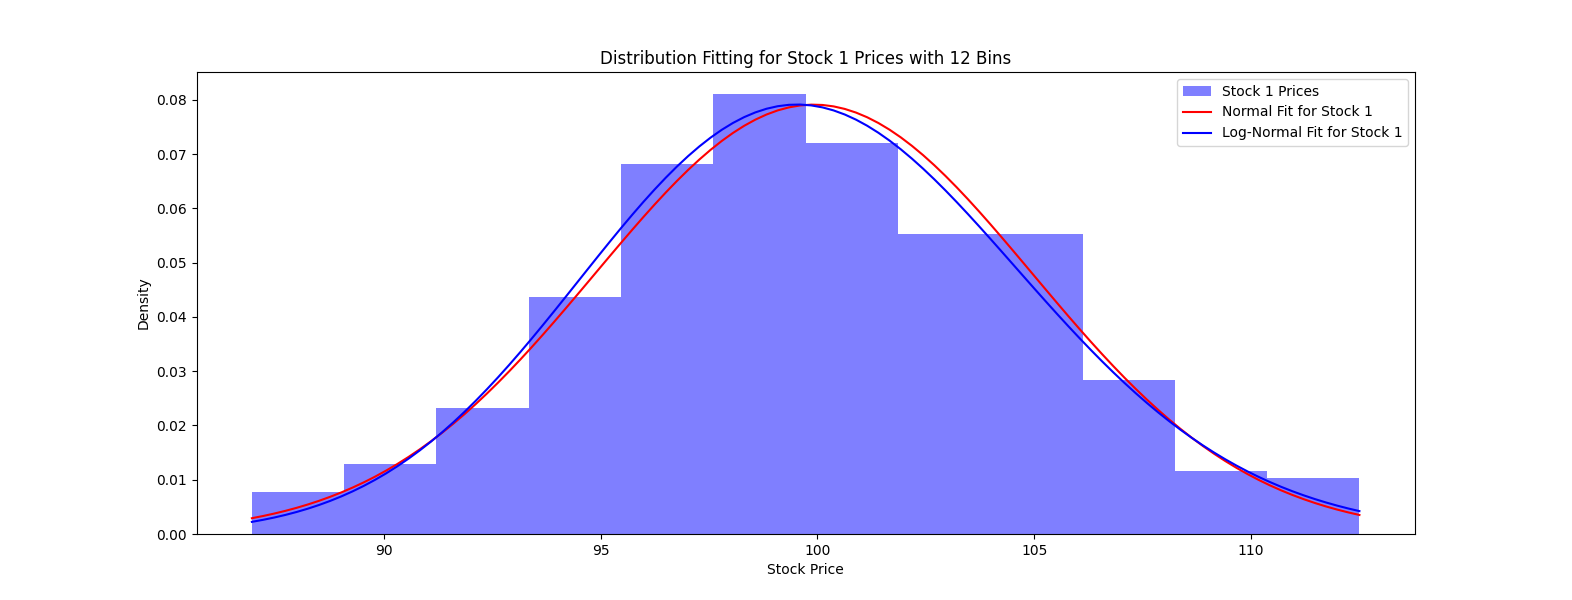 Distribution Fitting for Stock 1 Prices with 12 Bins
Stock 1 Prices
Normal Fit for Stock 1
Log-Normal Fit for Stock 1
0.08
0.07
0.06
0.05
0.04
0.03
0.02
0.01
0.00
Density
90
95
100
105
110
Stock Price